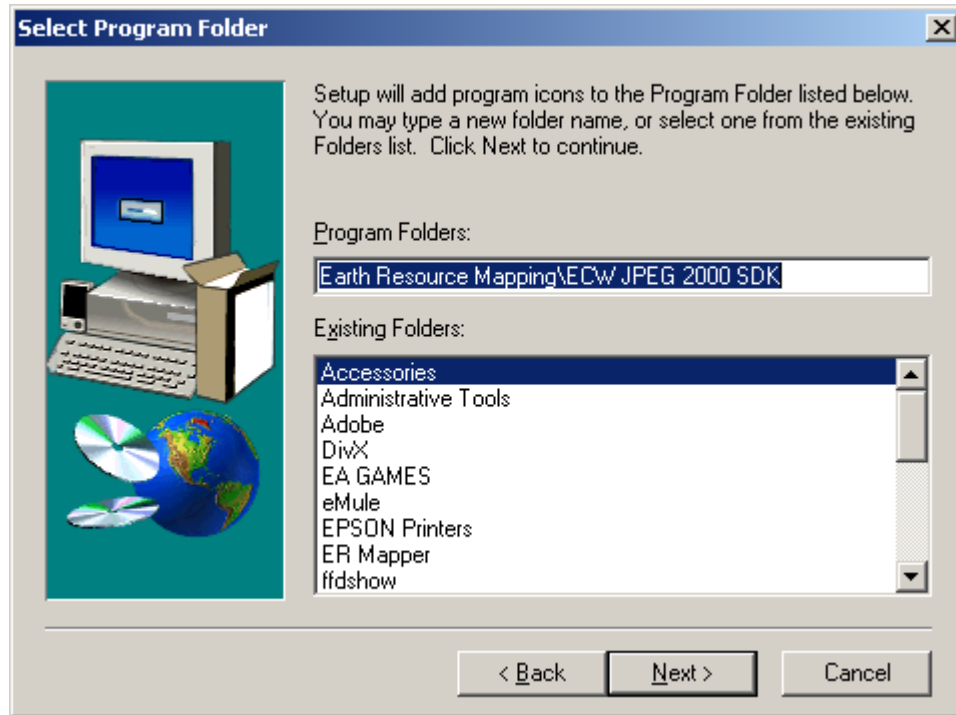 Select Program Folder
Setup will add program icons to the Program Folder listed below.
You may type a new folder name, or select one from the existing
Folders list.  Click Next to continue.
Program Folders:
Earth Resource Mapping\ECW JPEG 2000 SDK
Existing Folders:
Accessories
Administrative Tools
Adobe
DivX
EA GAMES
eMule
EPSON Printers
ER Mapper
ffdshow
< Back
Next >
Cancel